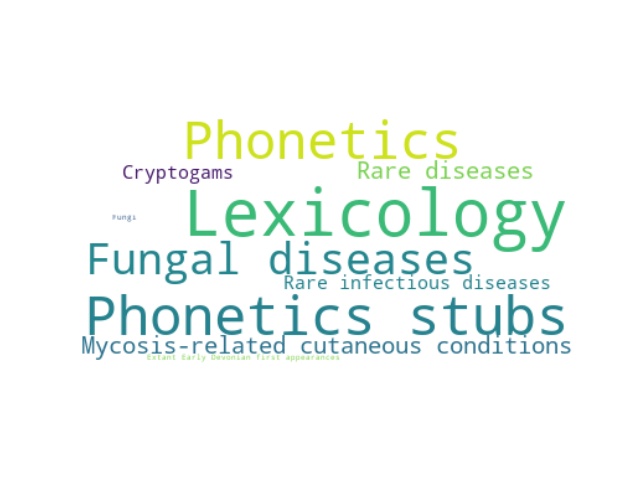 Phonetics
Cryptogams
Rare diseases
Fungi
Lexicology
Fungal diseases
Rare infectious diseases
Phonetics stubs
Mycosis-related cutaneous conditions
Extant Early Devonian first appearances